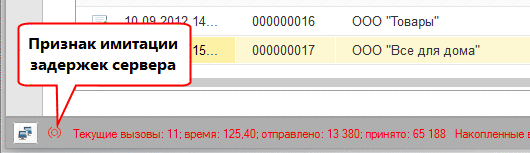 10.09.2012 14... 000000016 ООО "Товары"
15... 000000017 ООО "Все для дома"
Признак имитации
задержек сервера
Текущие вызовы: 11; время: 125,40; отправлено: 13 380; принято: 65 188 Накопленные